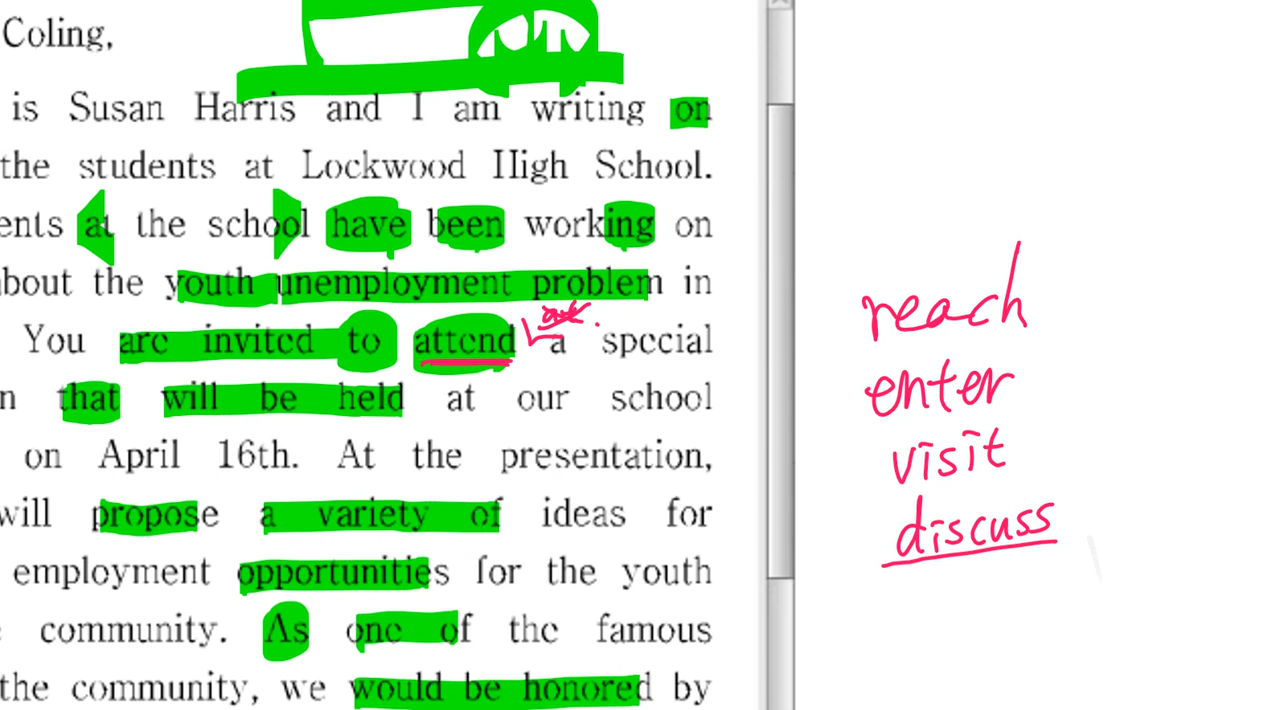 Coling,
is Susan Harris and I am writing on
the students at Lockwood High School.
ents at the school have been working on
about the youth unemployment problem in
You are invited to attend a special
n that will be held at our school
on April 16th. At the presentation,
will propose a variety of ideas for
employment opportunities for the youth
community. As one of the famous
the community, we would be honored by
reach
enter
visit
discuss